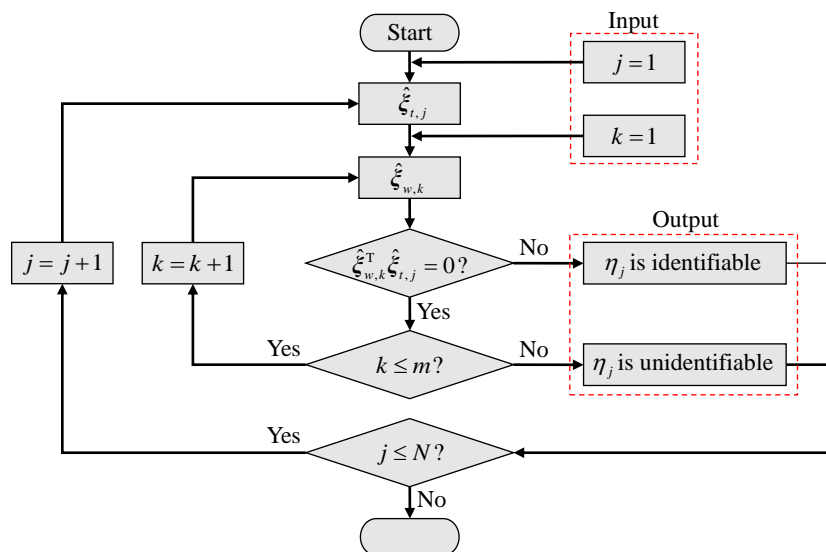 Start
Input
j = 1
ξ̂_{t,j}
k = 1
ξ̂_{w,k}
Output
j = j+1
k = k+1
ξ̂^T_{w,k} ξ̂_{t,j} = 0?
No
η_j is identifiable
Yes
Yes
k ≤ m?
No
η_j is unidentifiable
Yes
j ≤ N?
No